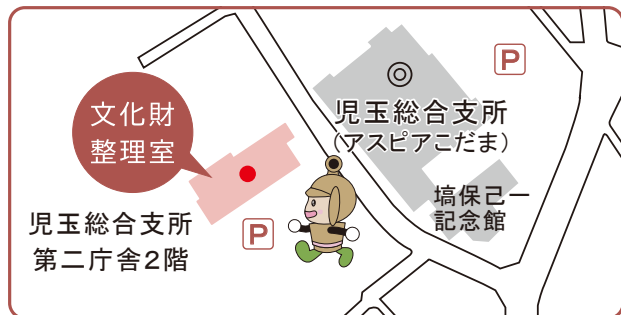 文化財
整理室
児玉総合支所
第二庁舎2階
P
児玉総合支所
(アスピアこだま)
P
塙保己一
記念館